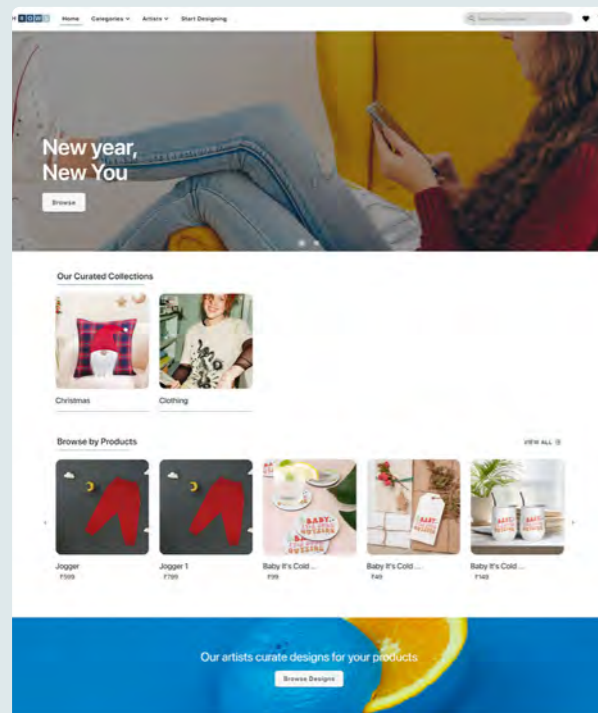 Home Categories Artists Start Designing
New year,
New You
Browse
Our Curated Collections
Christmas
Clothing
Browse by Products
VIEW ALL
Jogger
Jogger 1
Baby It's Cold ...
Baby It's Cold ...
Baby It's Cold ...
₹599
₹789
₹99
₹49
₹149
Our artists curate designs for your products
Browse Designs